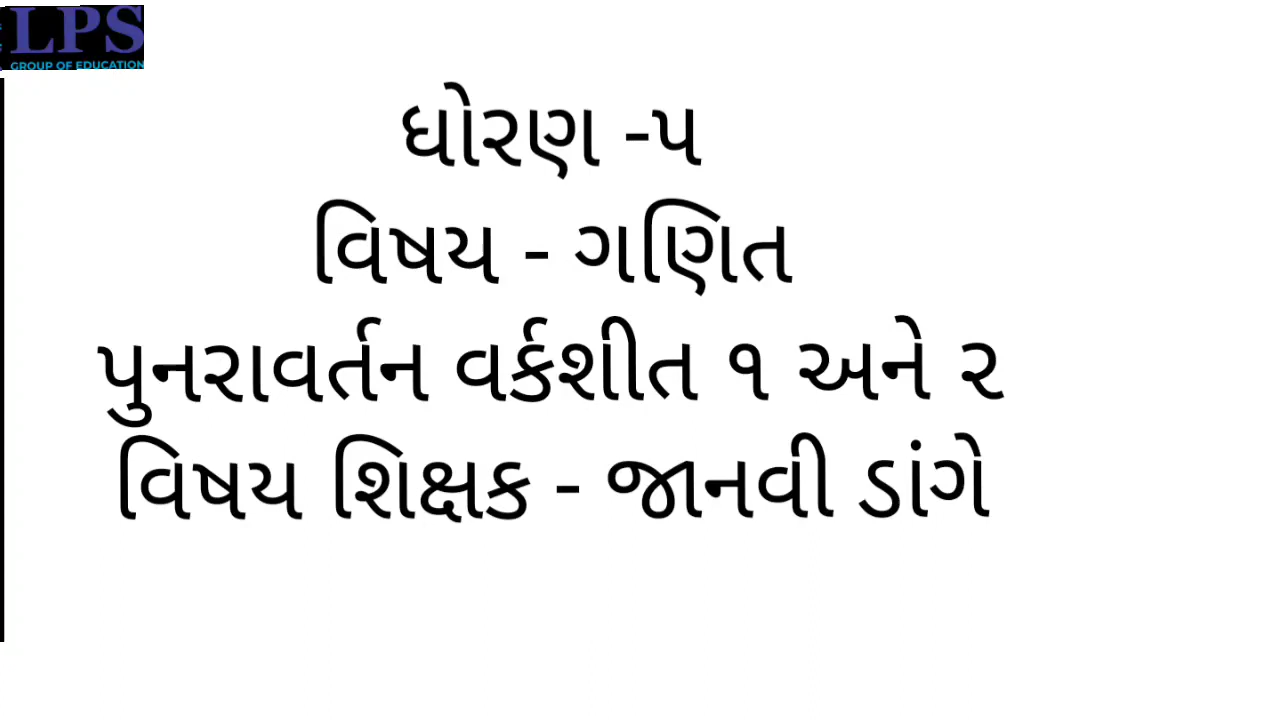 LPS
GROUP OF EDUCATION
ધોરણ -૫
વિષય - ગણિત
પુનરાવર્તન વર્કશીત ૧ અને ૨
વિષય શિક્ષક - જાનવી ડાંગે